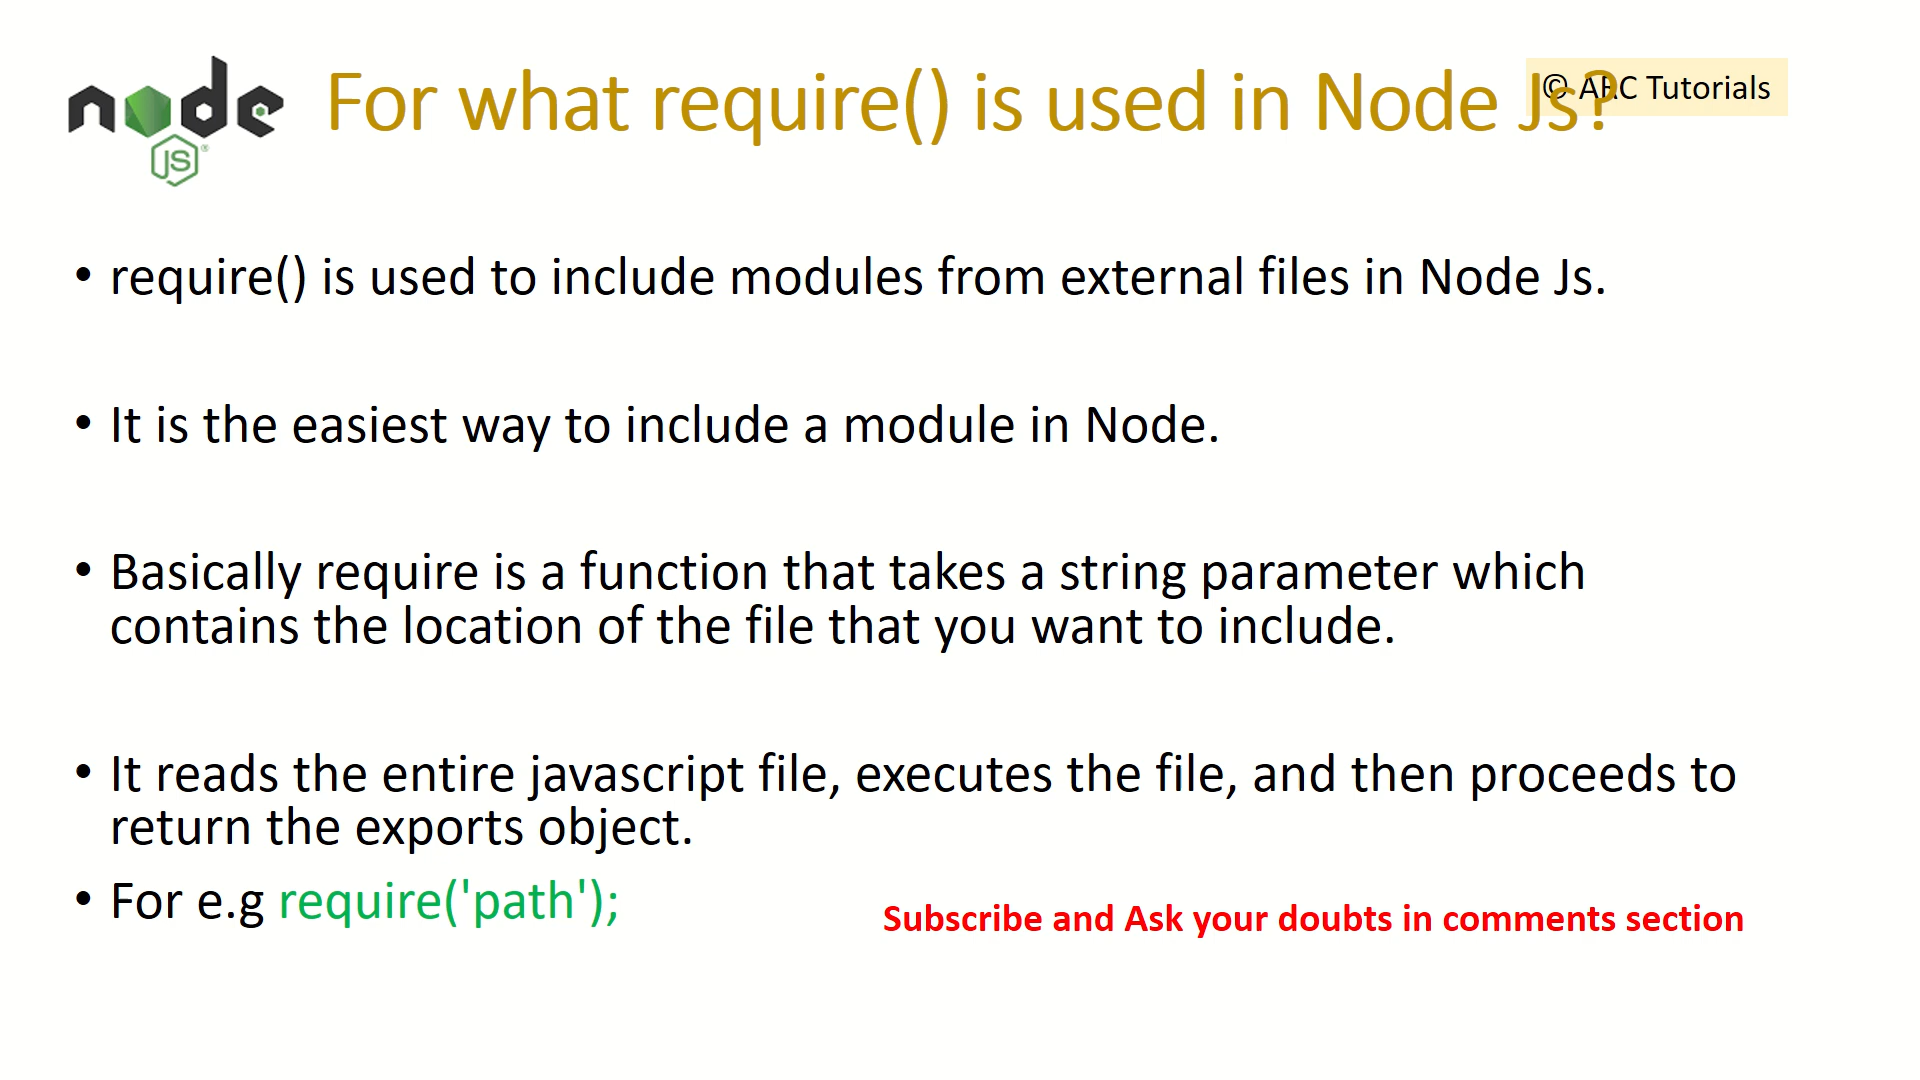 node
JS
®
For what require() is used in Node Js?
© ARC Tutorials
• require() is used to include modules from external files in Node Js.
• It is the easiest way to include a module in Node.
• Basically require is a function that takes a string parameter which
contains the location of the file that you want to include.
• It reads the entire javascript file, executes the file, and then proceeds to
return the exports object.
• For e.g require('path');
Subscribe and Ask your doubts in comments section